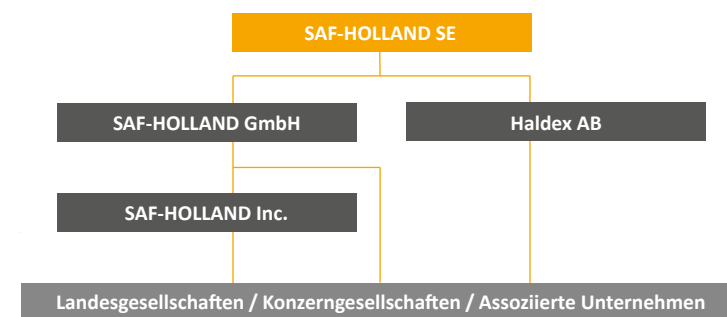 SAF-HOLLAND SE
SAF-HOLLAND GmbH
Haldex AB
SAF-HOLLAND Inc.
Landesgesellschaften / Konzerngesellschaften / Assoziierte Unternehmen